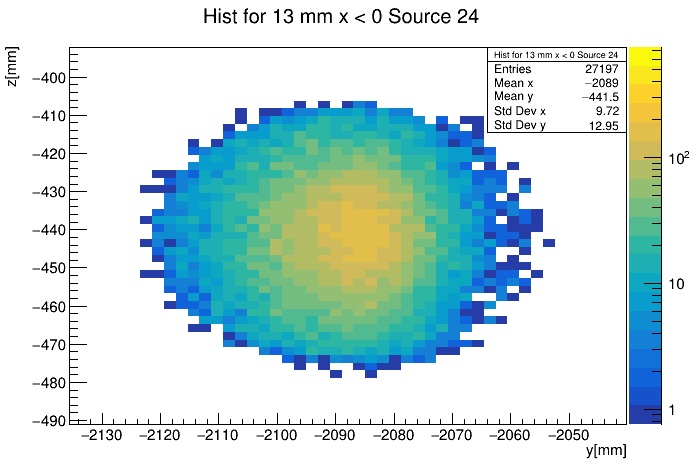 Hist for 13 mm x < 0 Source 24
z[mm]
Hist for 13 mm x < 0 Source 24
Entries 27197
Mean x −2089
Mean y −441.5
Std Dev x 9.72
Std Dev y 12.95
−400
−410
−420
−430
−440
−450
−460
−470
−480
−490
10²
10
1
−2130 −2120 −2110 −2100 −2090 −2080 −2070 −2060 −2050
y[mm]